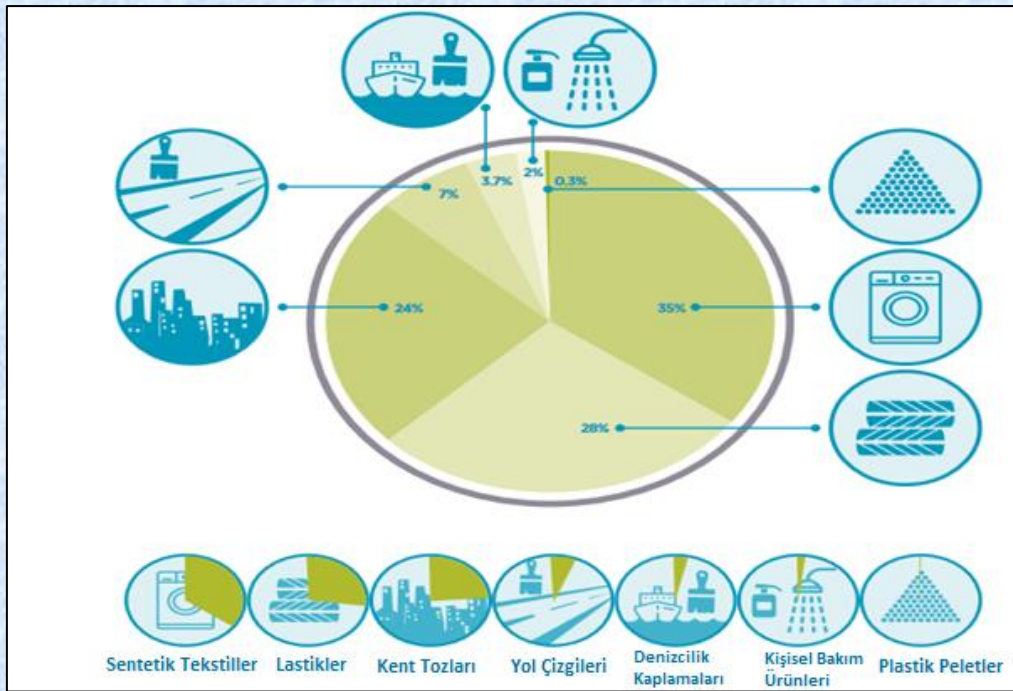 2%
3.7%
0.3%
7%
24%
35%
28%
Sentetik Tekstiller
Lastikler
Kent Tozları
Yol Çizgileri
Denizcilik
Kaplamaları
Kişisel Bakım
Ürünleri
Plastik Peletler